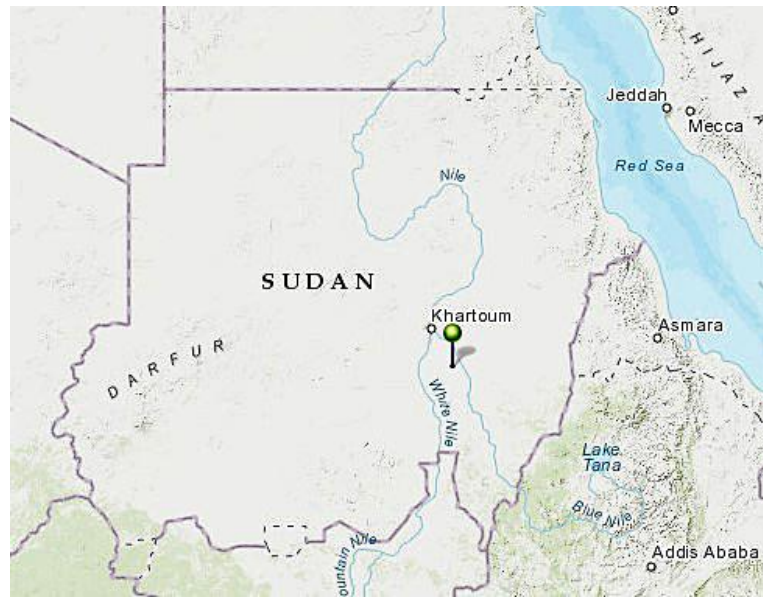 HIJAZ A
Jeddah
Mecca
Red Sea
Nile
SUDAN
Khartoum
Asmara
DARFUR
White Nile
Lake
Tana
Blue Nile
ountain Nile
Addis Ababa